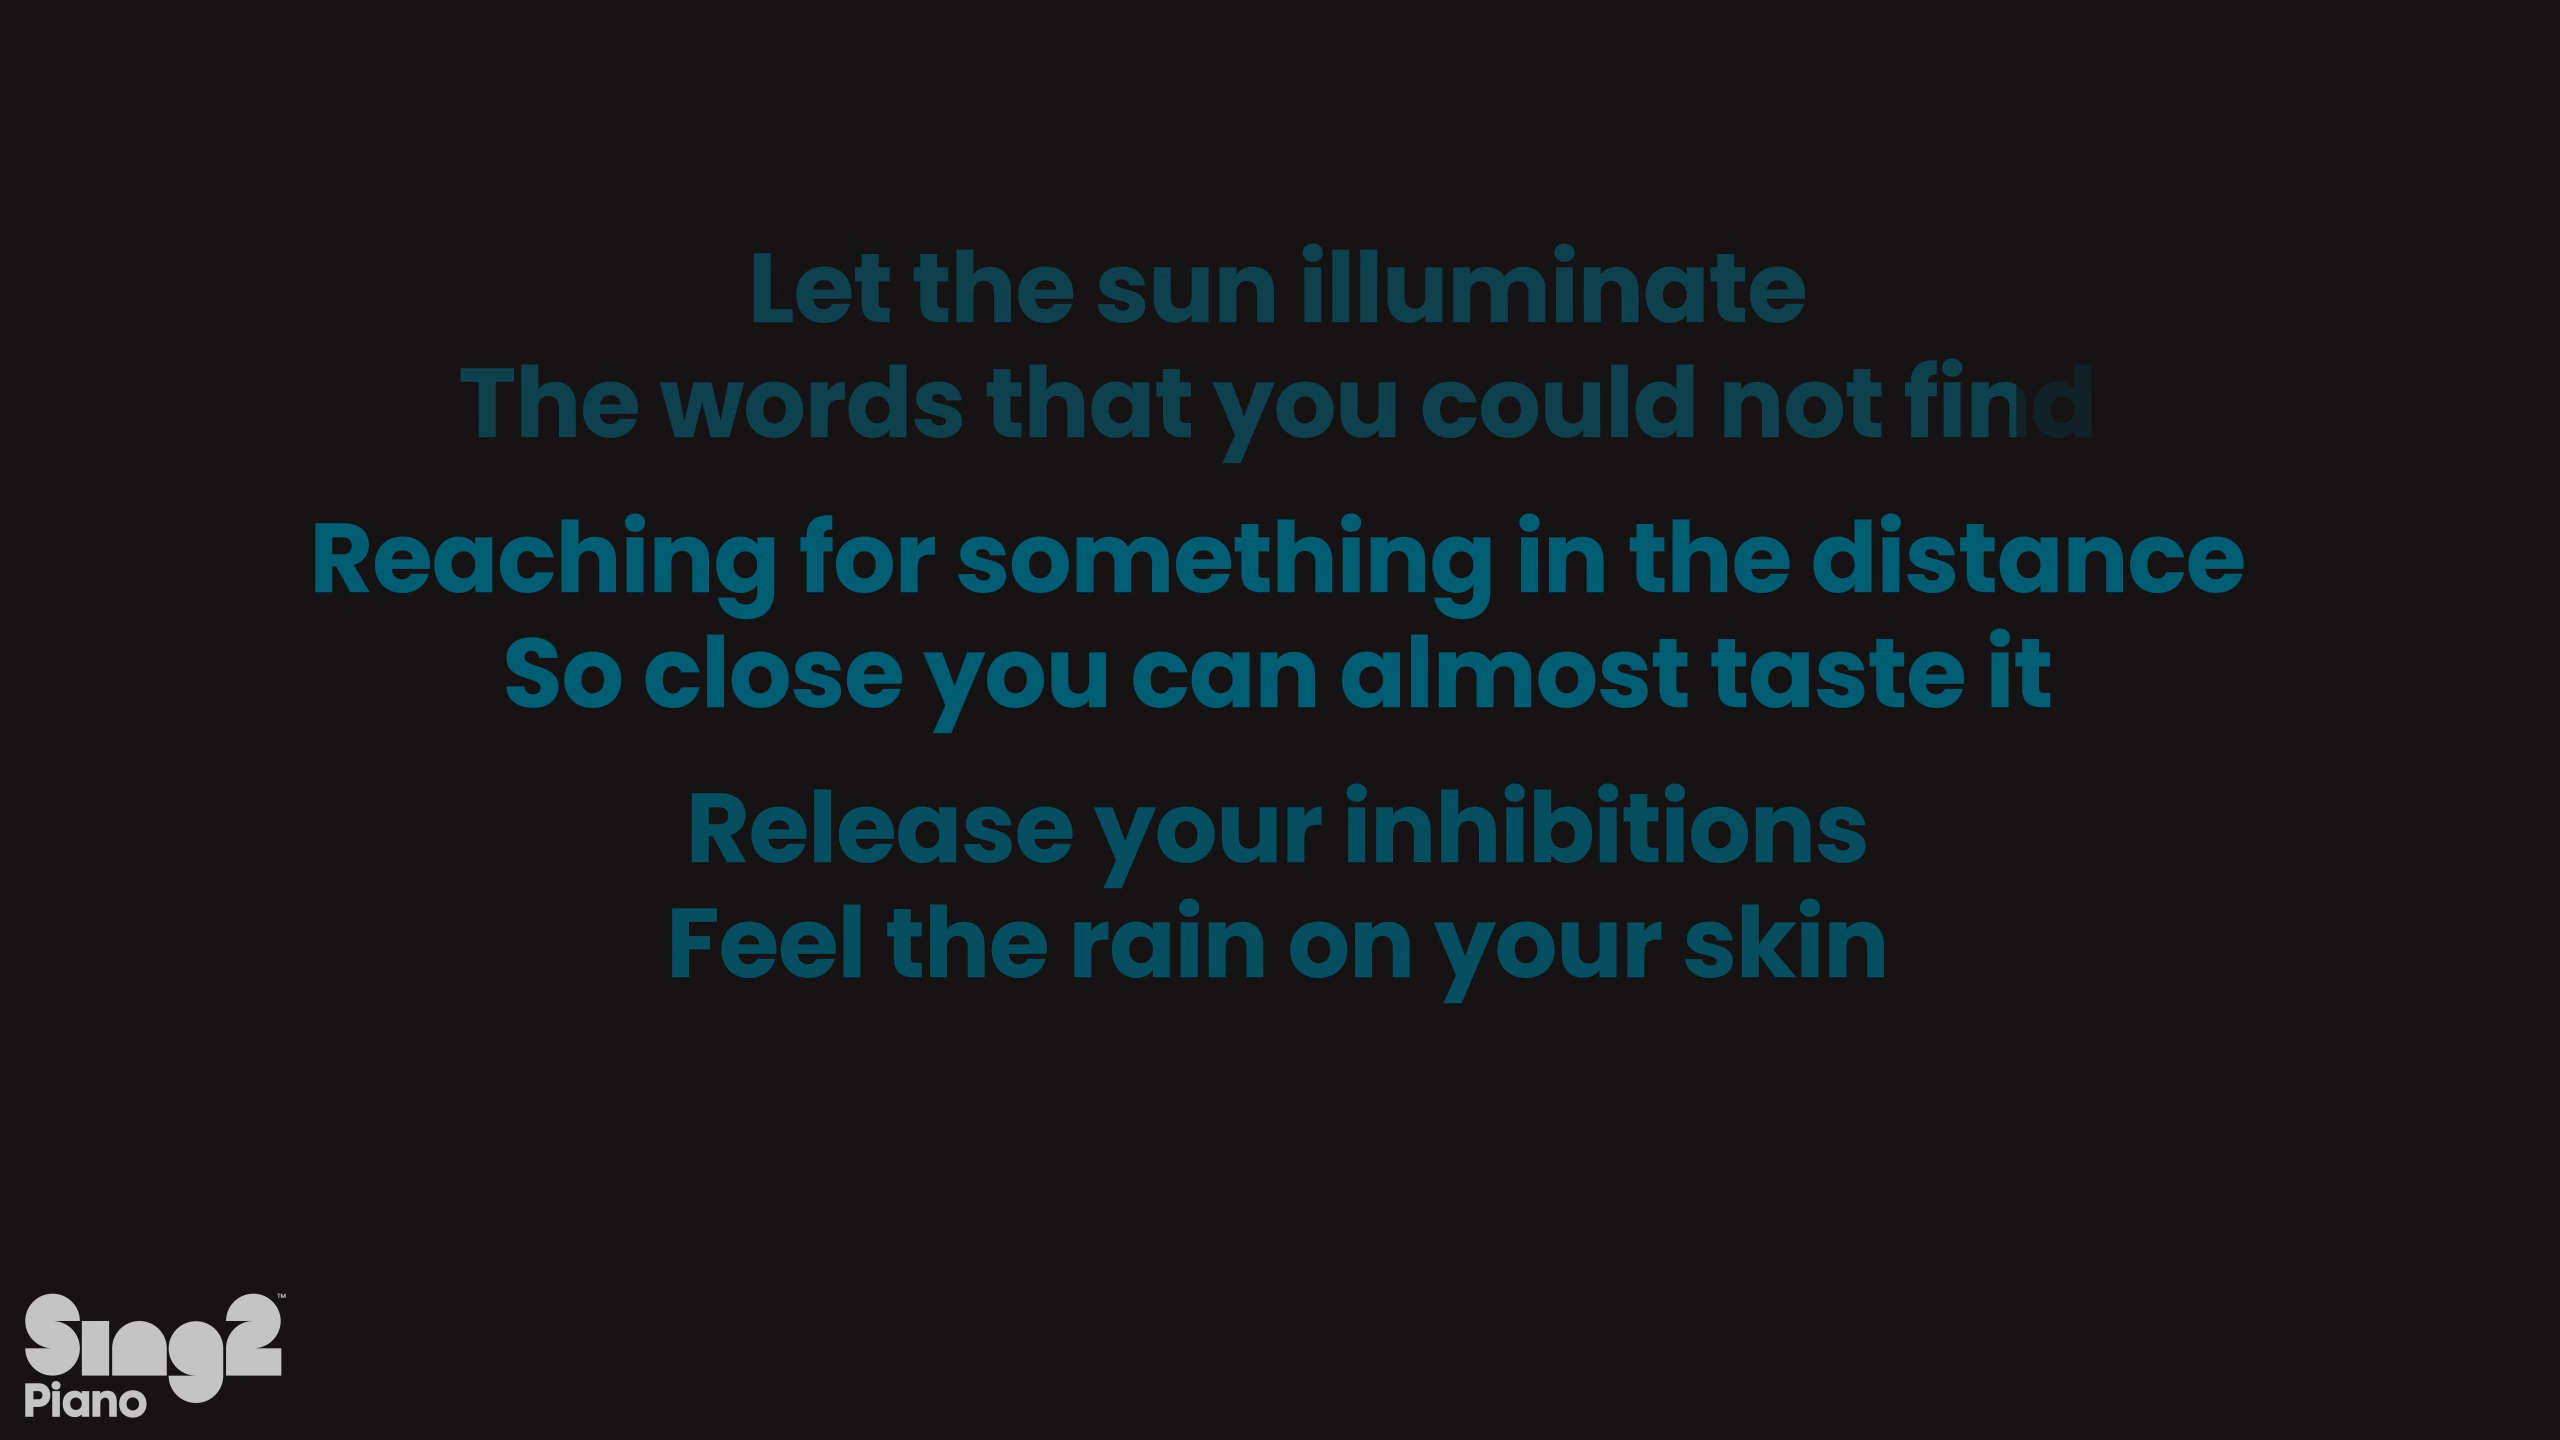 Let the sun illuminate
The words that you could not find
Reaching for something in the distance
So close you can almost taste it
Release your inhibitions
Feel the rain on your skin
Sing2™
Piano